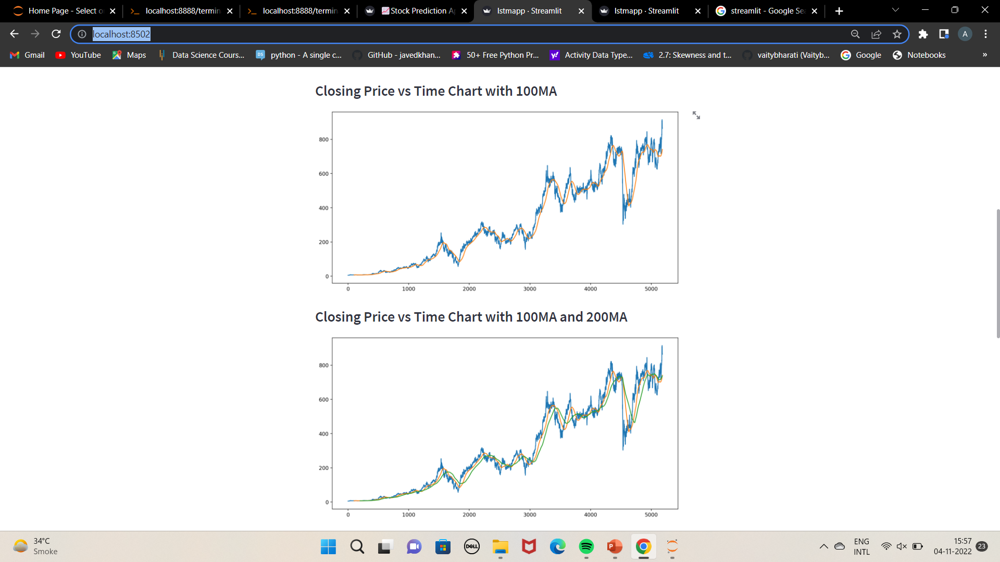 Home Page - Select o
localhost:8888/termin
localhost:8888/termin
📈Stock Prediction A
lstmapp · Streamlit
lstmapp · Streamlit
streamlit - Google Se
localhost:8502
A
Gmail
YouTube
Maps
Data Science Cours...
python - A single c...
GitHub - javedkhan...
50+ Free Python Pr...
Activity Data Type...
2.7: Skewness and t...
vaitybharati (Vaityb...
Google
Notebooks
»
Closing Price vs Time Chart with 100MA
800
600
400
200
0
0 1000 2000 3000 4000 5000
Closing Price vs Time Chart with 100MA and 200MA
800
600
400
200
0
0 1000 2000 3000 4000 5000
34°C
Smoke
DELL
ENG
INTL
15:57
04-11-2022
23